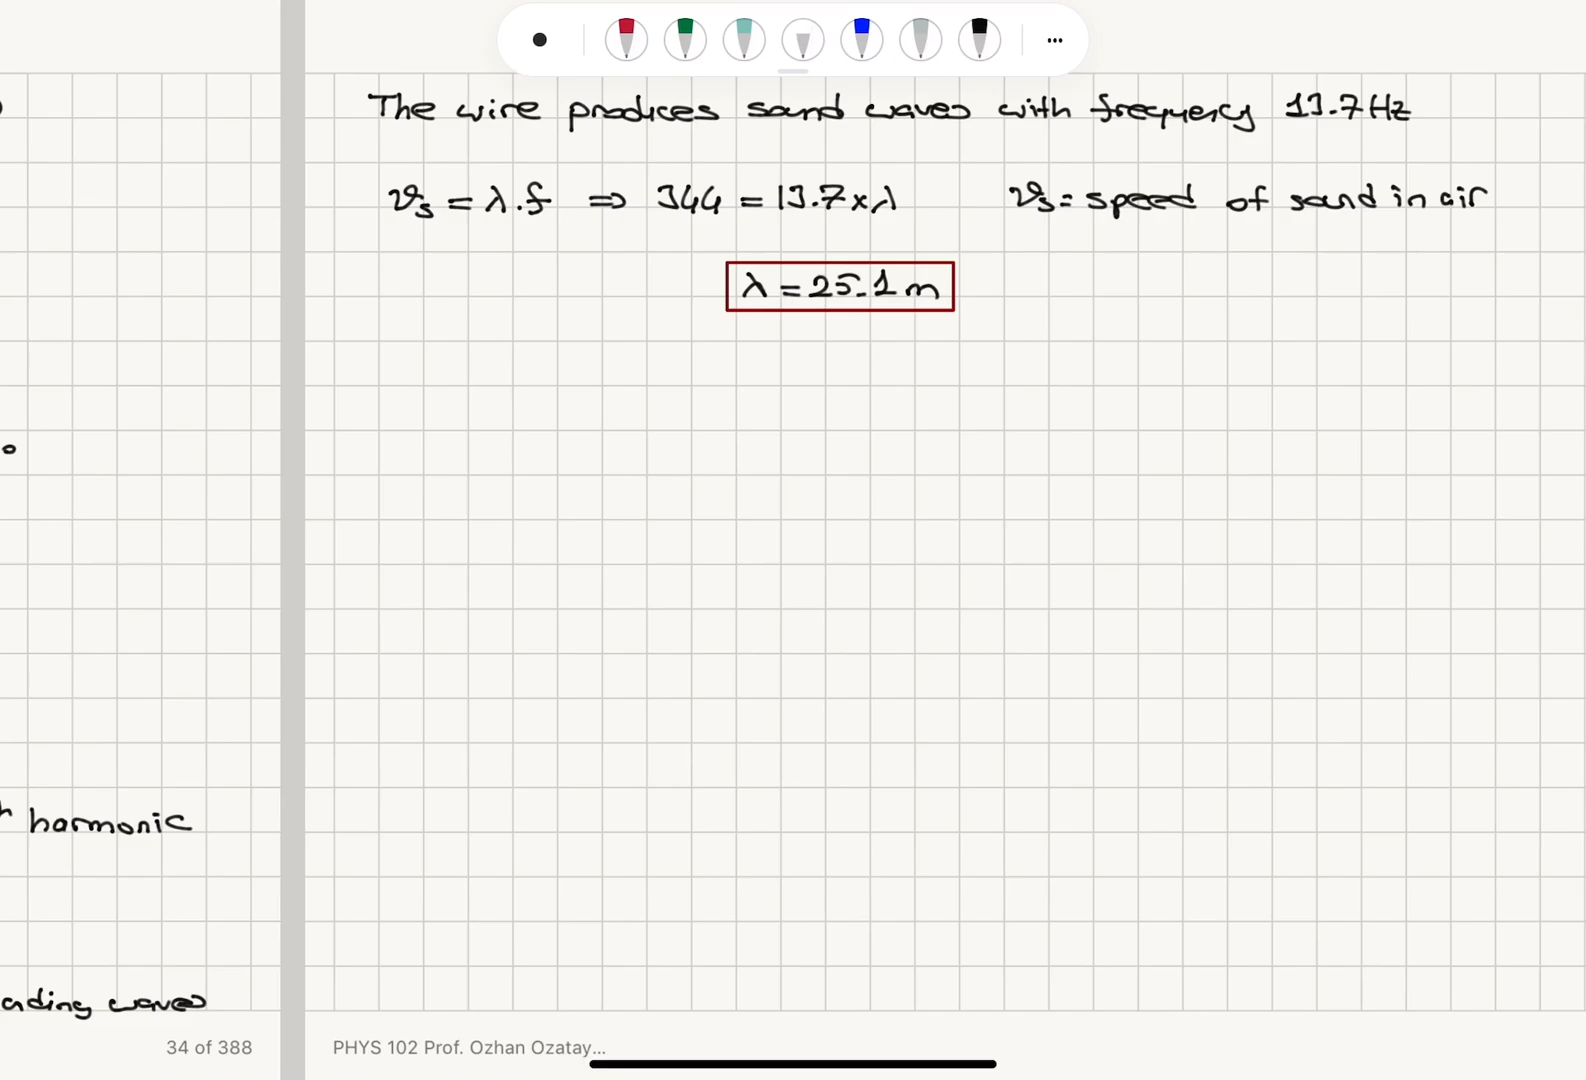 The wire produces sound waves with frequency 13.7 Hz
𝑣s = λ.f ⇒ 344 = 13.7 x λ 𝑣s = speed of sound in air
λ = 25.1 m
harmonic
anding waves
34 of 388
PHYS 102 Prof. Ozhan Ozatay...